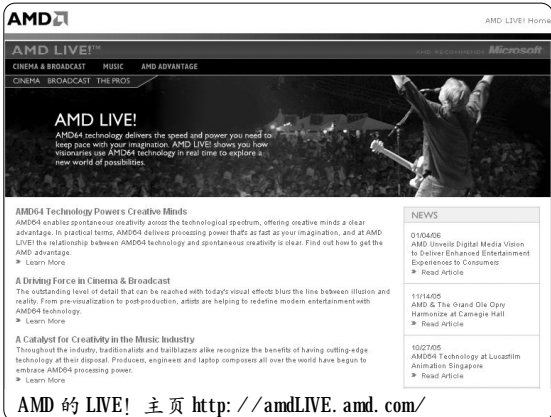 AMD
AMD LIVE! Home
AMD LIVE!™
AMD RECOMMENDS Microsoft
CINEMA & BROADCAST MUSIC AMD ADVANTAGE
CINEMA BROADCAST THE PROS
AMD LIVE!
AMD64 technology delivers the speed and power you need to
keep pace with your imagination. AMD LIVE! shows you how
visionaries use AMD64 technology in real time to explore a
new world of possibilities.
AMD64 Technology Powers Creative Minds
AMD64 enables spontaneous creativity across the technological spectrum, offering creative minds a clear
advantage. In practical terms, AMD64 delivers processing power that's as fast as your imagination, and at AMD
LIVE! the relationship between AMD64 technology and spontaneous creativity is clear. Find out how to get the
AMD advantage.
» Learn More
A Driving Force in Cinema & Broadcast
The outstanding level of detail that can be reached with today's visual effects blurs the line between illusion and
reality. From pre-visualization to post-production, artists are helping to redefine modern entertainment with
AMD64 technology.
» Learn More
A Catalyst for Creativity in the Music Industry
Throughout the industry, traditionalists and trailblazers alike recognize the benefits of having cutting-edge
technology at their disposal. Producers, engineers and laptop composers all over the world have begun to
embrace AMD64 processing power.
» Learn More
NEWS
01/04/06
AMD Unveils Digital Media Vision
to Deliver Enhanced Entertainment
Experiences to Consumers
» Read Article
11/14/05
AMD & The Grand Ole Opry
Harmonize at Carnegie Hall
» Read Article
10/27/05
AMD64 Technology at Lucasfilm
Animation Singapore
» Read Article
AMD 的 LIVE! 主页 http://amdLIVE.amd.com/